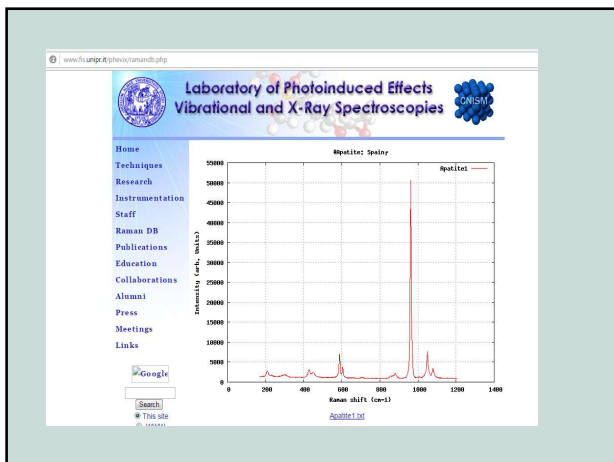 www.fis.unipr.it/phevix/ramandb.php
Laboratory of Photoinduced Effects
Vibrational and X-Ray Spectroscopies
CNISM
Home
Techniques
Research
Instrumentation
Staff
Raman DB
Publications
Education
Collaborations
Alumni
Press
Meetings
Links
Google
Search
This site
#Apatite; Spain;
Apatite1
Intensity (arb. Units)
55000
50000
45000
40000
35000
30000
25000
20000
15000
10000
5000
0
0 200 400 600 800 1000 1200 1400
Raman shift (cm-1)
Apatite1.txt